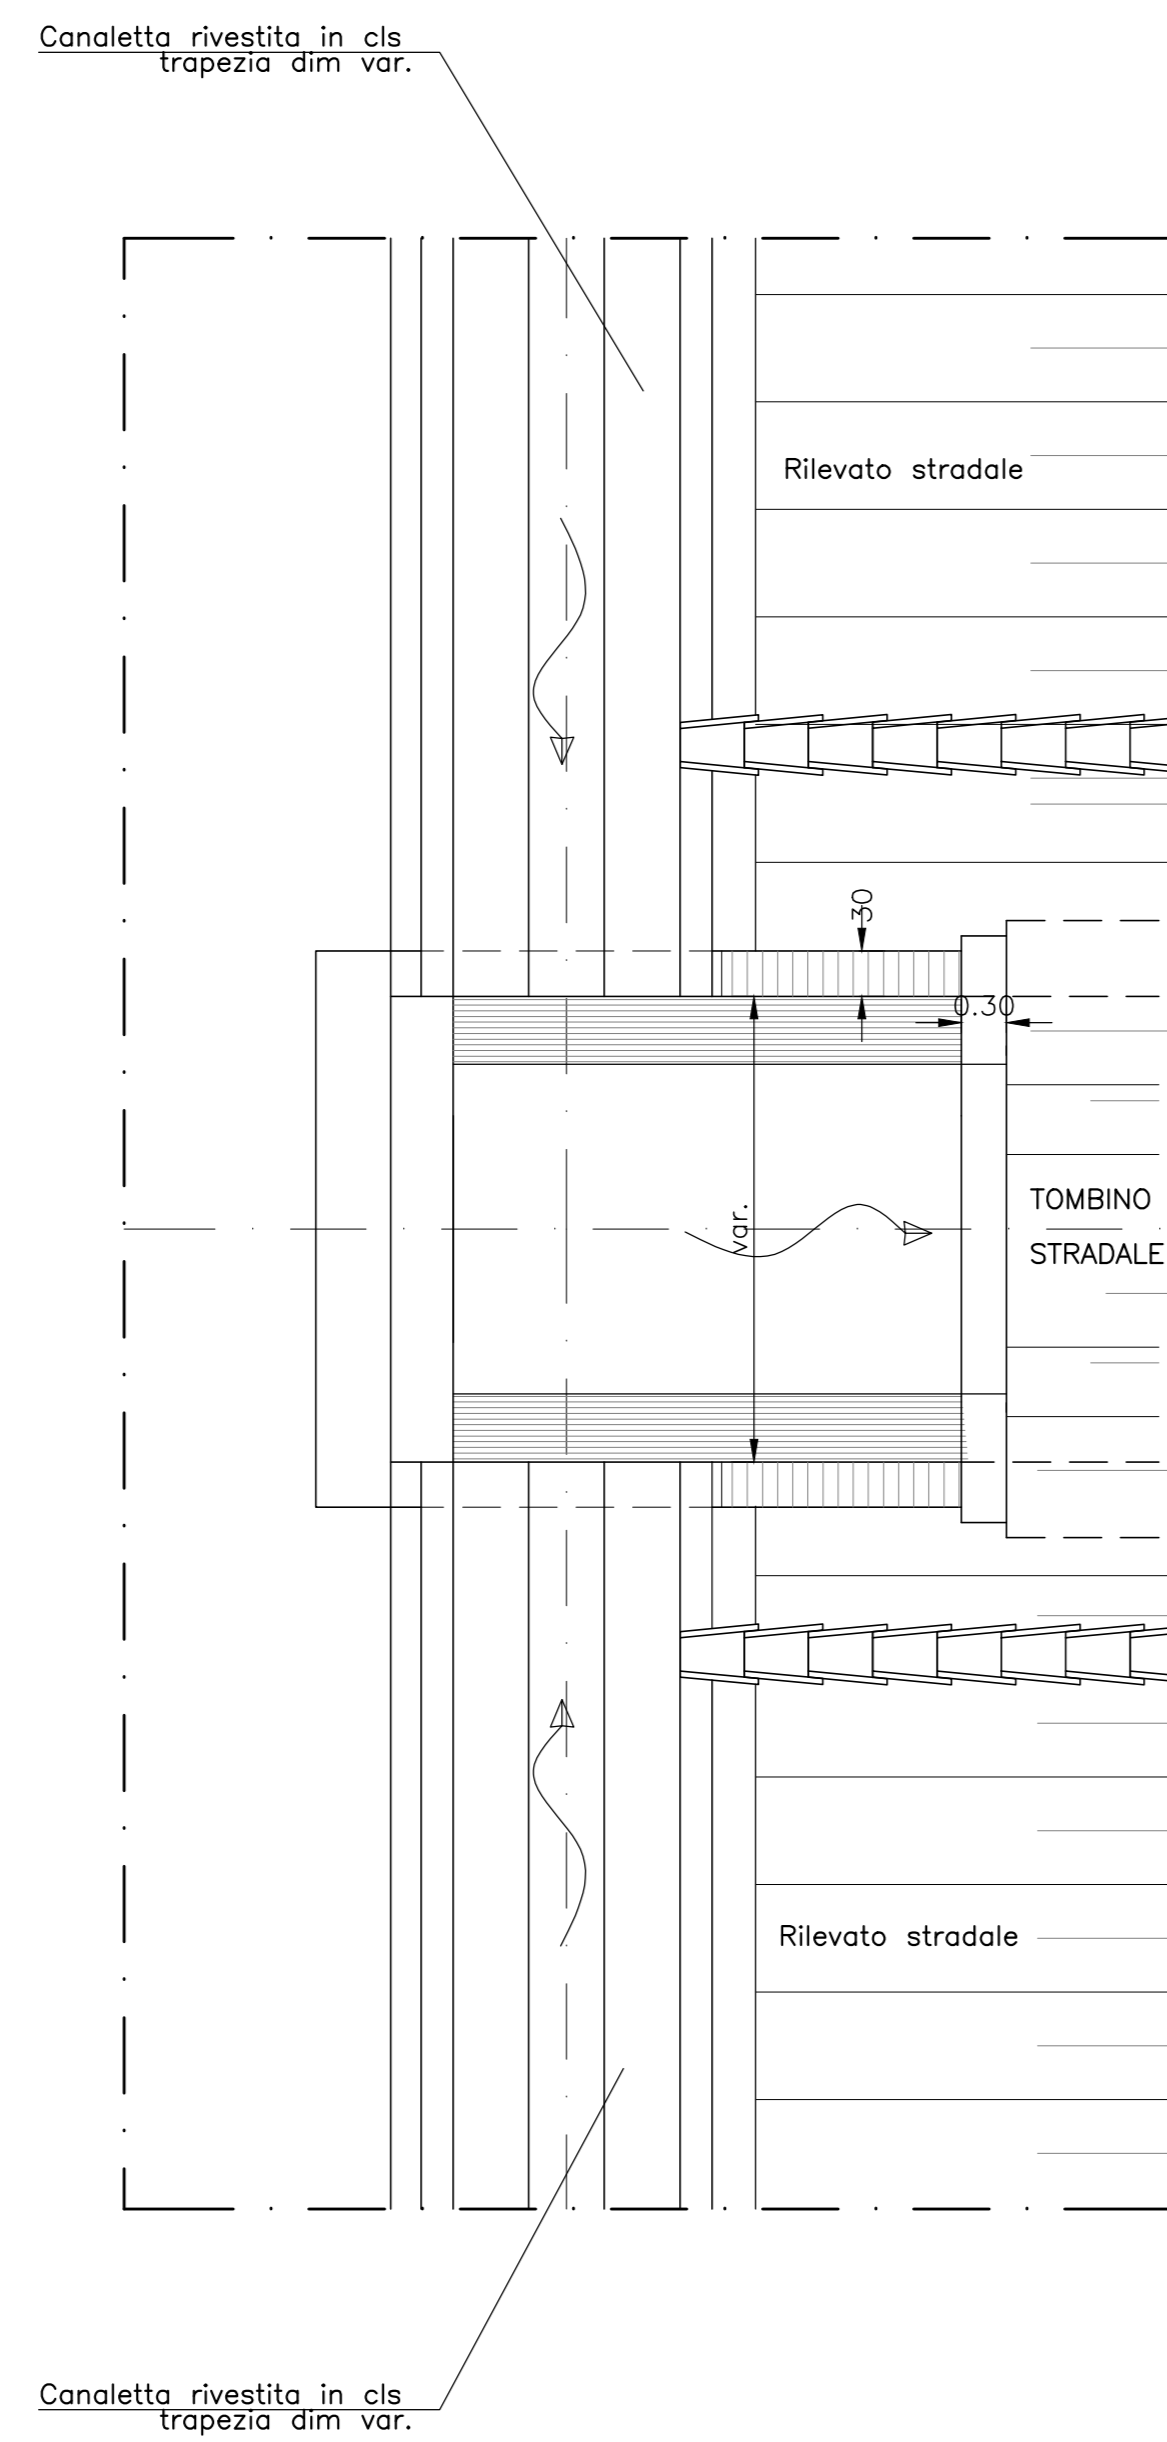 Canaletta rivestita in cls
trapezia dim var.
Rilevato stradale
30
0.30
var.
TOMBINO
STRADALE
Rilevato stradale
Canaletta rivestita in cls
trapezia dim var.